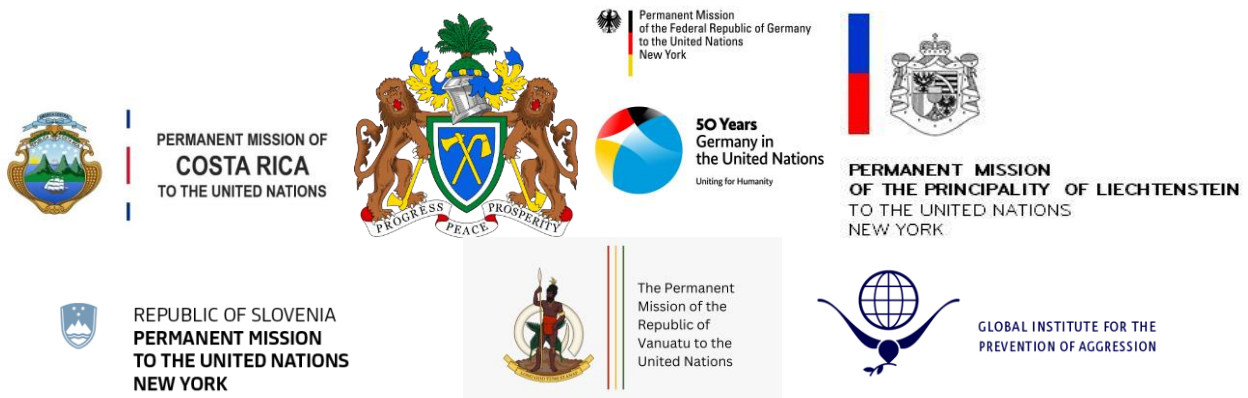 PERMANENT MISSION OF
COSTA RICA
TO THE UNITED NATIONS
PROGRESS
PEACE
PROSPERITY
Permanent Mission
of the Federal Republic of Germany
to the United Nations
New York
50 Years
Germany in
the United Nations
Uniting for Humanity
PERMANENT MISSION
OF THE PRINCIPALITY OF LIECHTENSTEIN
TO THE UNITED NATIONS
NEW YORK
REPUBLIC OF SLOVENIA
PERMANENT MISSION
TO THE UNITED NATIONS
NEW YORK
The Permanent
Mission of the
Republic of
Vanuatu to the
United Nations
GLOBAL INSTITUTE FOR THE
PREVENTION OF AGGRESSION